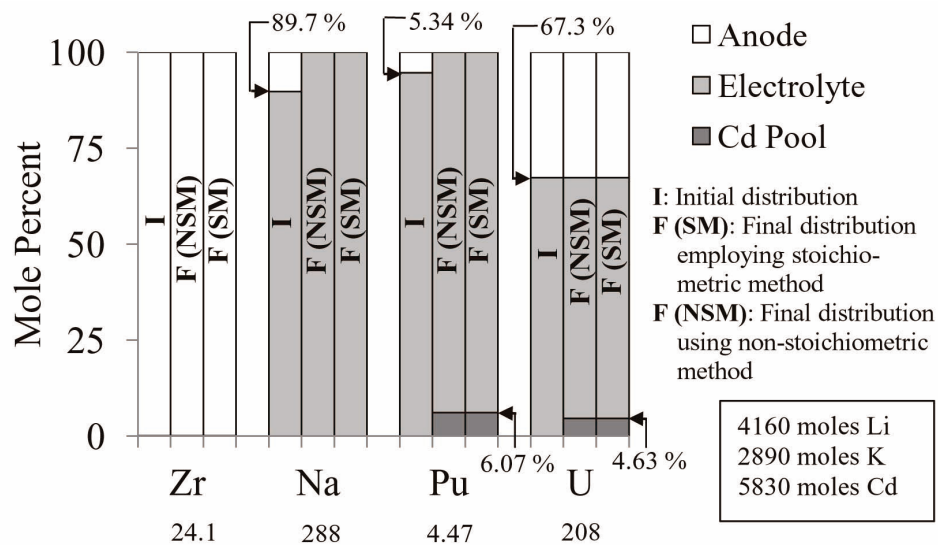 89.7 %
5.34 %
67.3 %
100
75
50
25
0
Mole Percent
I
F (NSM)
F (SM)
I
F (NSM)
F (SM)
I
F (NSM)
F (SM)
I
F (NSM)
F (SM)
6.07 %
4.63 %
Zr
Na
Pu
U
24.1
288
4.47
208
Anode
Electrolyte
Cd Pool
I: Initial distribution
F (SM): Final distribution
employing stoichio-
metric method
F (NSM): Final distribution
using non-stoichiometric
method
4160 moles Li
2890 moles K
5830 moles Cd